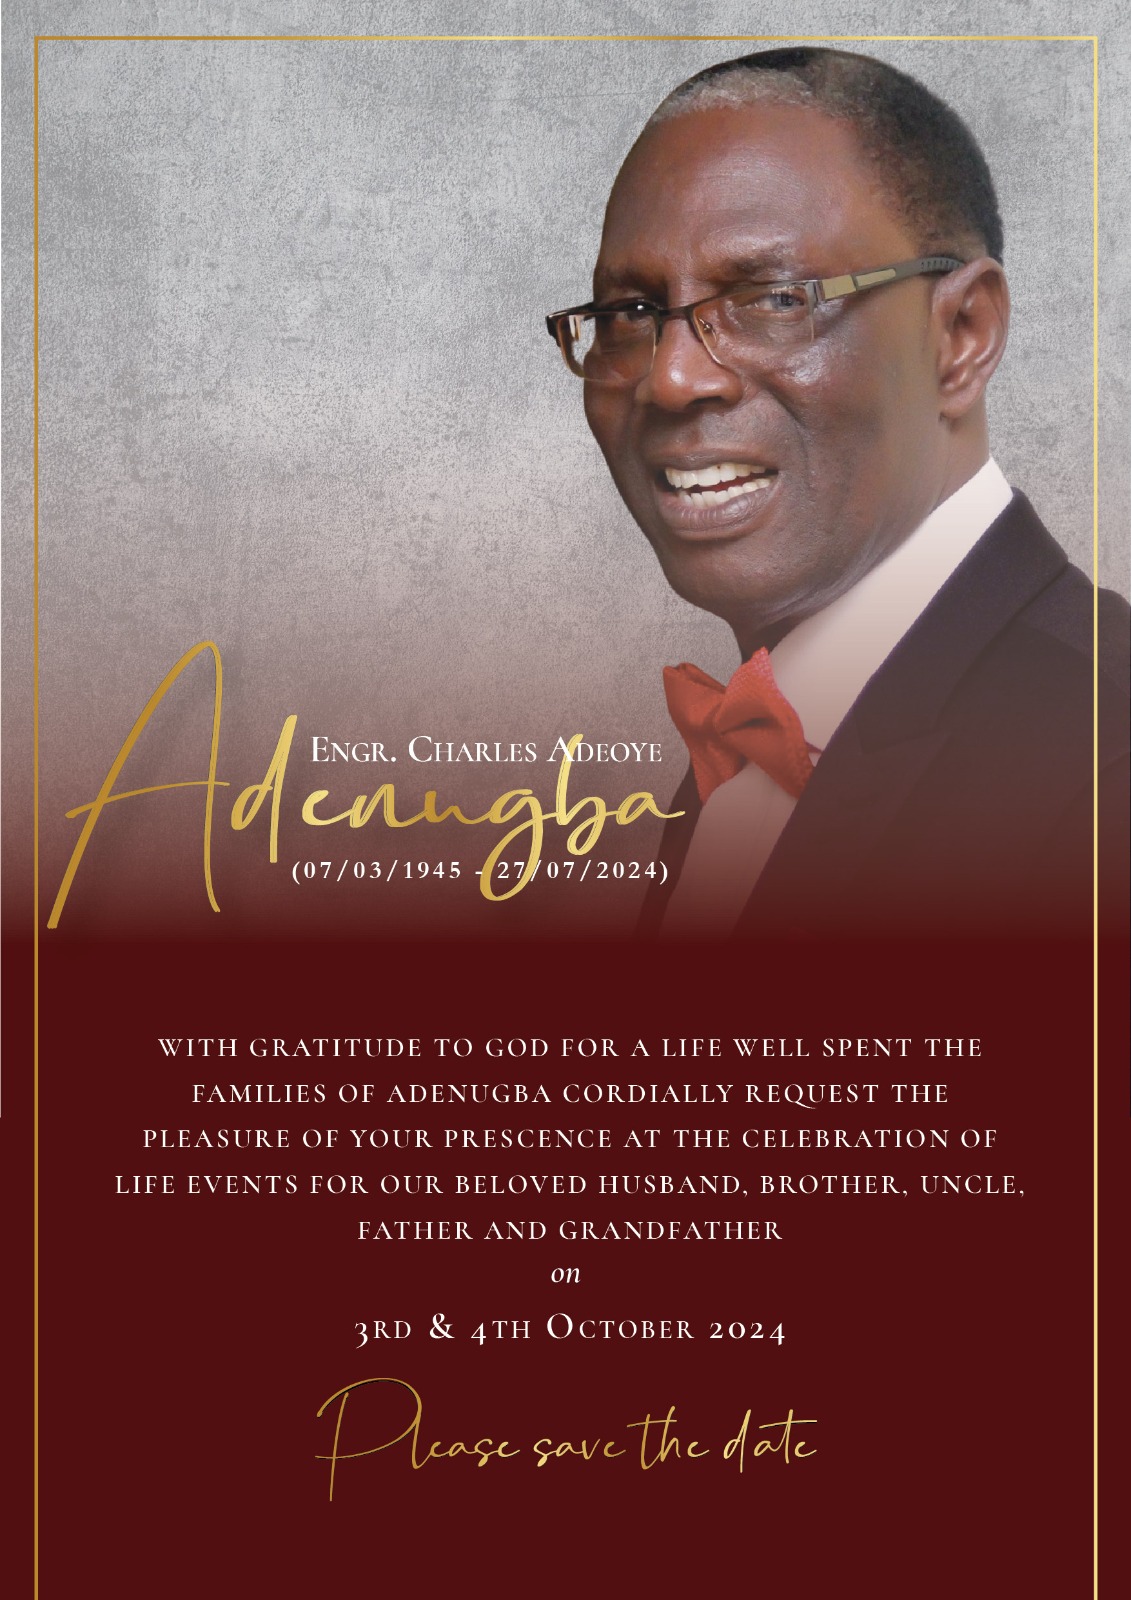 Engr. Charles Adeoye
Adenugba
(07/03/1945 - 27/07/2024)
WITH GRATITUDE TO GOD FOR A LIFE WELL SPENT THE
FAMILIES OF ADENUGBA CORDIALLY REQUEST THE
PLEASURE OF YOUR PRESCENCE AT THE CELEBRATION OF
LIFE EVENTS FOR OUR BELOVED HUSBAND, BROTHER, UNCLE,
FATHER AND GRANDFATHER
on
3rd & 4th October 2024
Please save the date